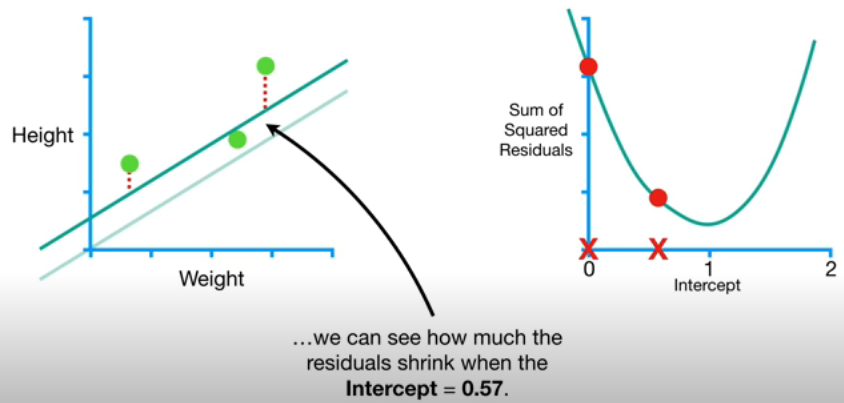 Height
Weight
Sum of
Squared
Residuals
X
X
0
1
2
Intercept
...we can see how much the
residuals shrink when the
Intercept = 0.57.